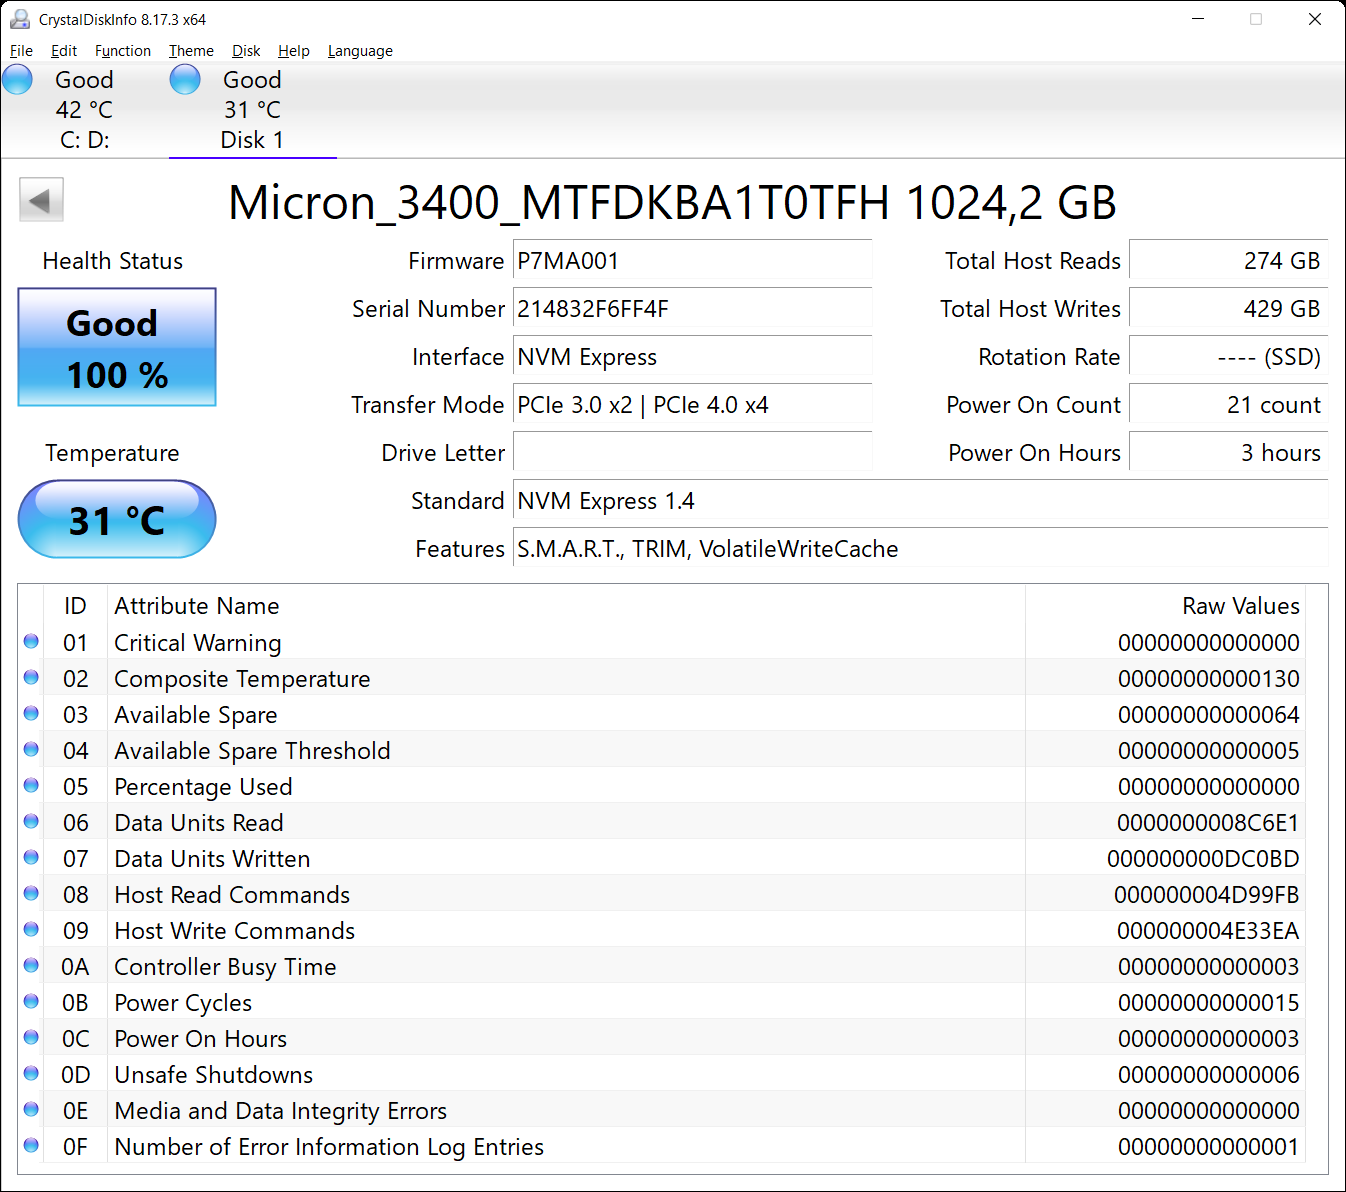 CrystalDiskInfo 8.17.3 x64
File Edit Function Theme Disk Help Language
Good Good
42 °C 31 °C
C: D: Disk 1
Micron_3400_MTFDKBA1T0TFH 1024,2 GB
Health Status Firmware P7MA001 Total Host Reads 274 GB
Good Serial Number 214832F6FF4F Total Host Writes 429 GB
100 % Interface NVM Express Rotation Rate ---- (SSD)
Transfer Mode PCIe 3.0 x2 | PCIe 4.0 x4 Power On Count 21 count
Temperature Drive Letter Power On Hours 3 hours
31 °C Standard NVM Express 1.4
Features S.M.A.R.T., TRIM, VolatileWriteCache
ID Attribute Name Raw Values
01 Critical Warning 00000000000000
02 Composite Temperature 00000000000130
03 Available Spare 00000000000064
04 Available Spare Threshold 00000000000005
05 Percentage Used 00000000000000
06 Data Units Read 0000000008C6E1
07 Data Units Written 000000000DC0BD
08 Host Read Commands 000000004D99FB
09 Host Write Commands 000000004E33EA
0A Controller Busy Time 00000000000003
0B Power Cycles 00000000000015
0C Power On Hours 00000000000003
0D Unsafe Shutdowns 00000000000006
0E Media and Data Integrity Errors 00000000000000
0F Number of Error Information Log Entries 00000000000001